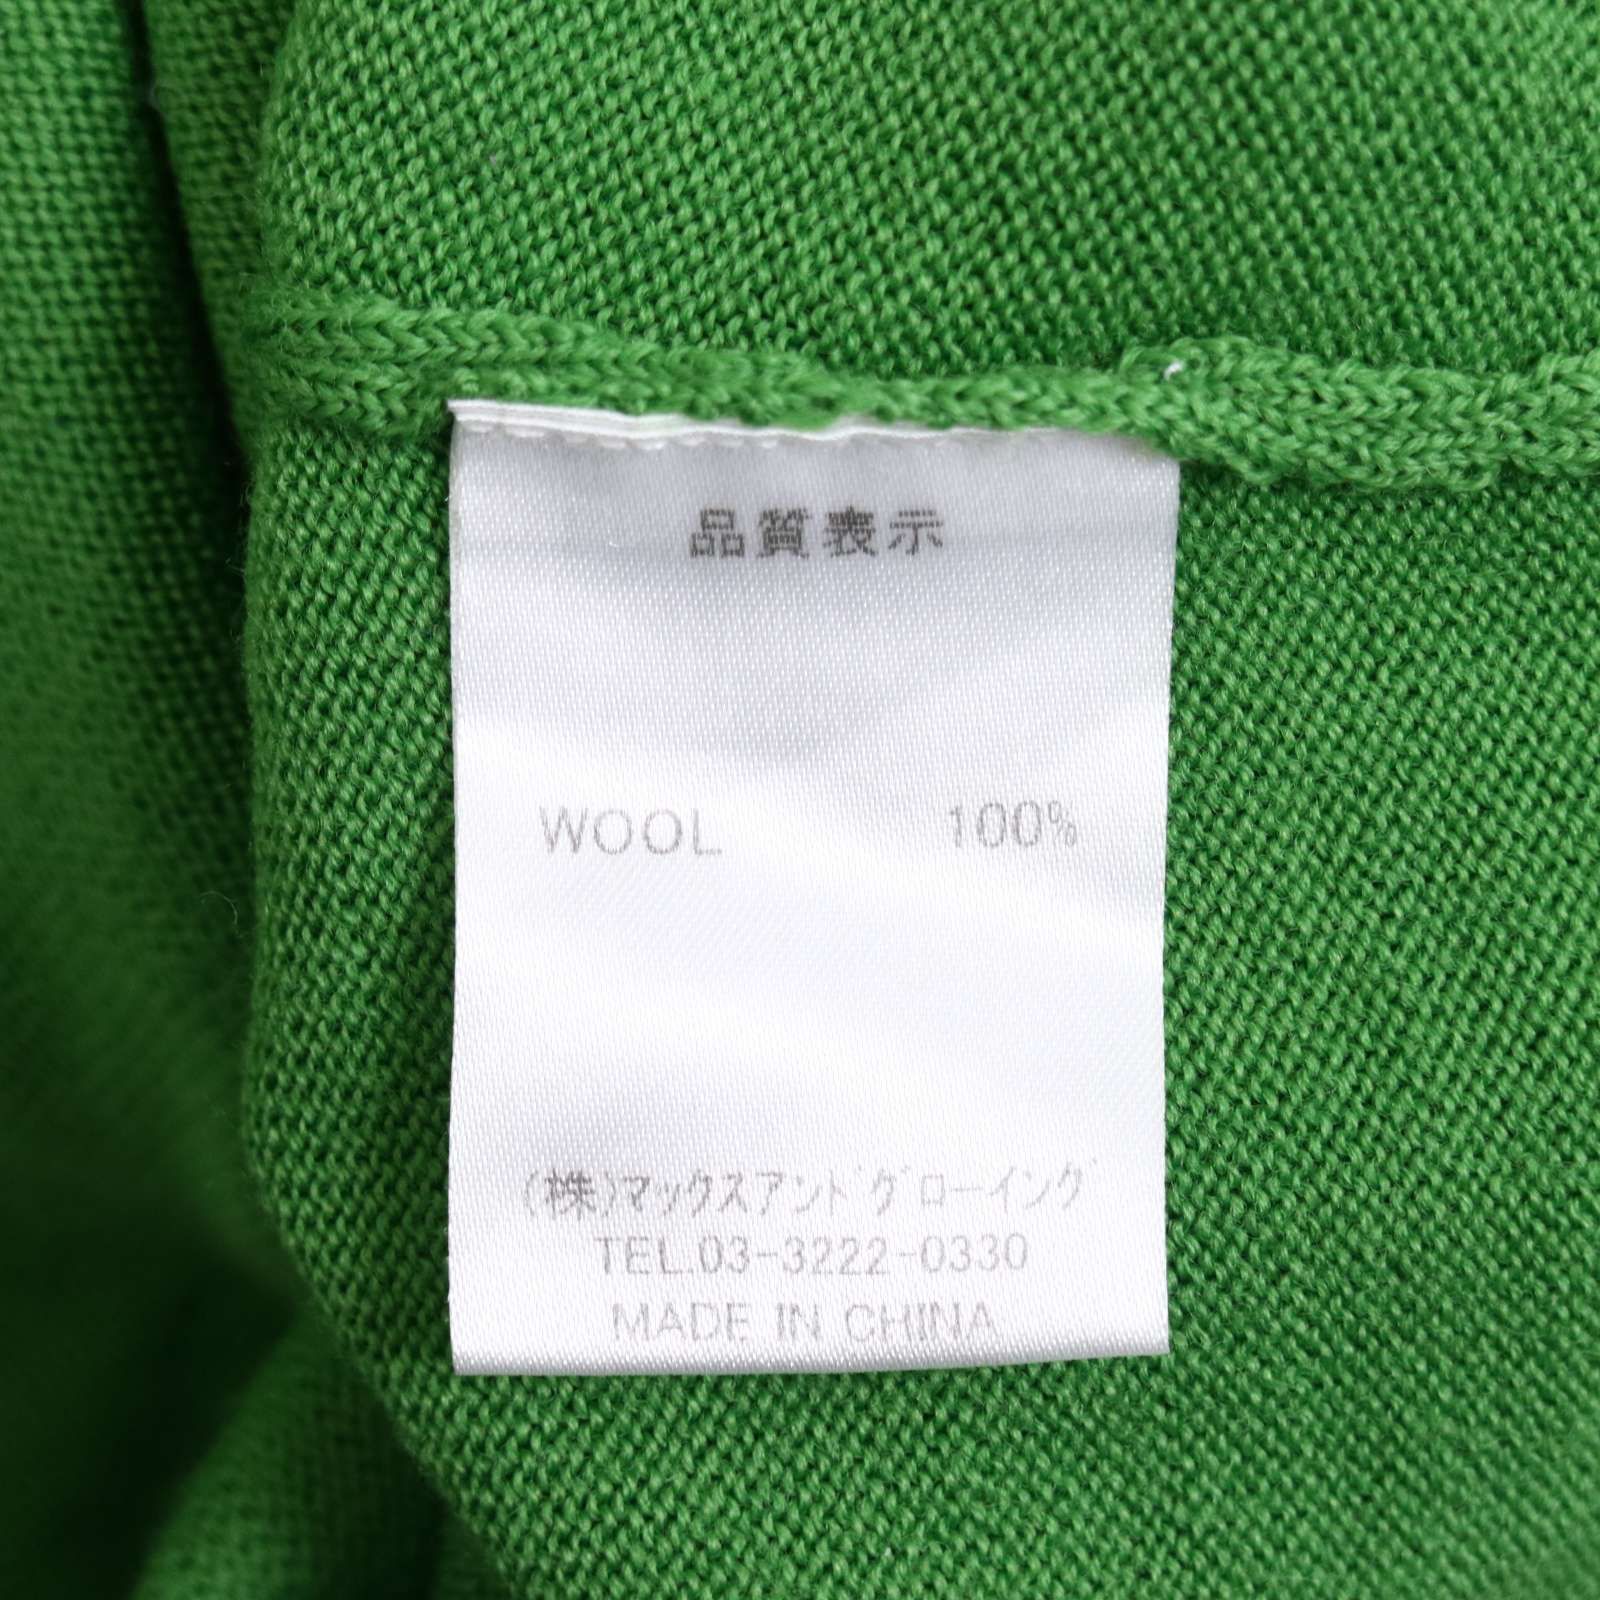 品質表示
WOOL 100%
(株)マックスアンドグローイング
TEL.03-3222-0330
MADE IN CHINA